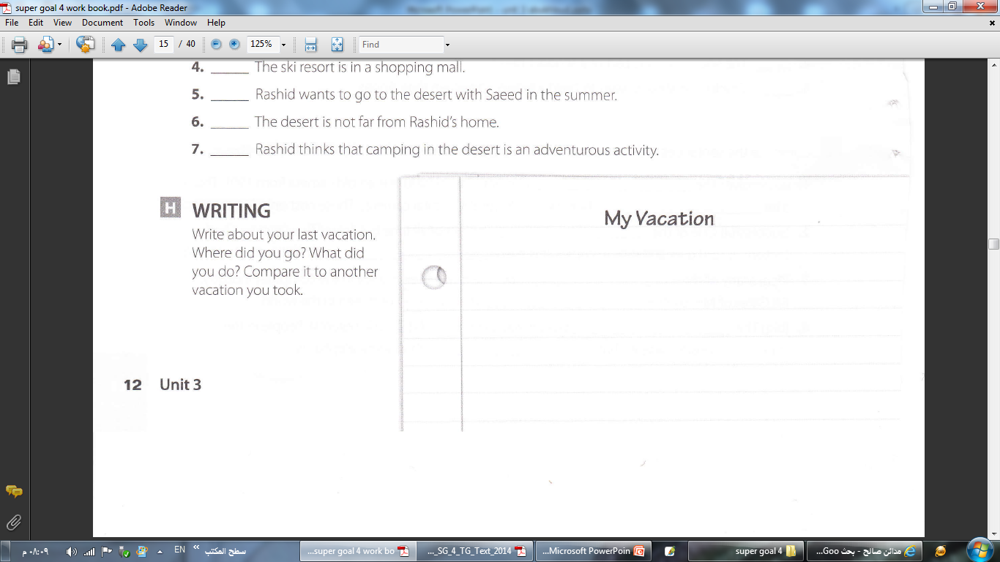 super goal 4 work book.pdf - Adobe Reader
File Edit View Document Tools Window Help
15 / 40 125% Find
4. _____ The ski resort is in a shopping mall.
5. _____ Rashid wants to go to the desert with Saeed in the summer.
6. _____ The desert is not far from Rashid's home.
7. _____ Rashid thinks that camping in the desert is an adventurous activity.
H WRITING
Write about your last vacation.
Where did you go? What did
you do? Compare it to another
vacation you took.
My Vacation
12 Unit 3
٠٨:٠٩ م
EN
سطح المكتب
...super goal 4 work bo
..._SG_4_TG_Text_2014
...Microsoft PowerPoin
super goal 4
مدائن صالح - بحث Goo...